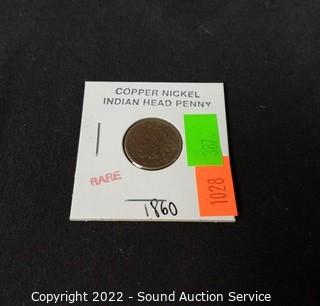 COPPER NICKEL
INDIAN HEAD PENNY
387
RARE
1028
1860
Copyright © 2022 - Sound Auction Service